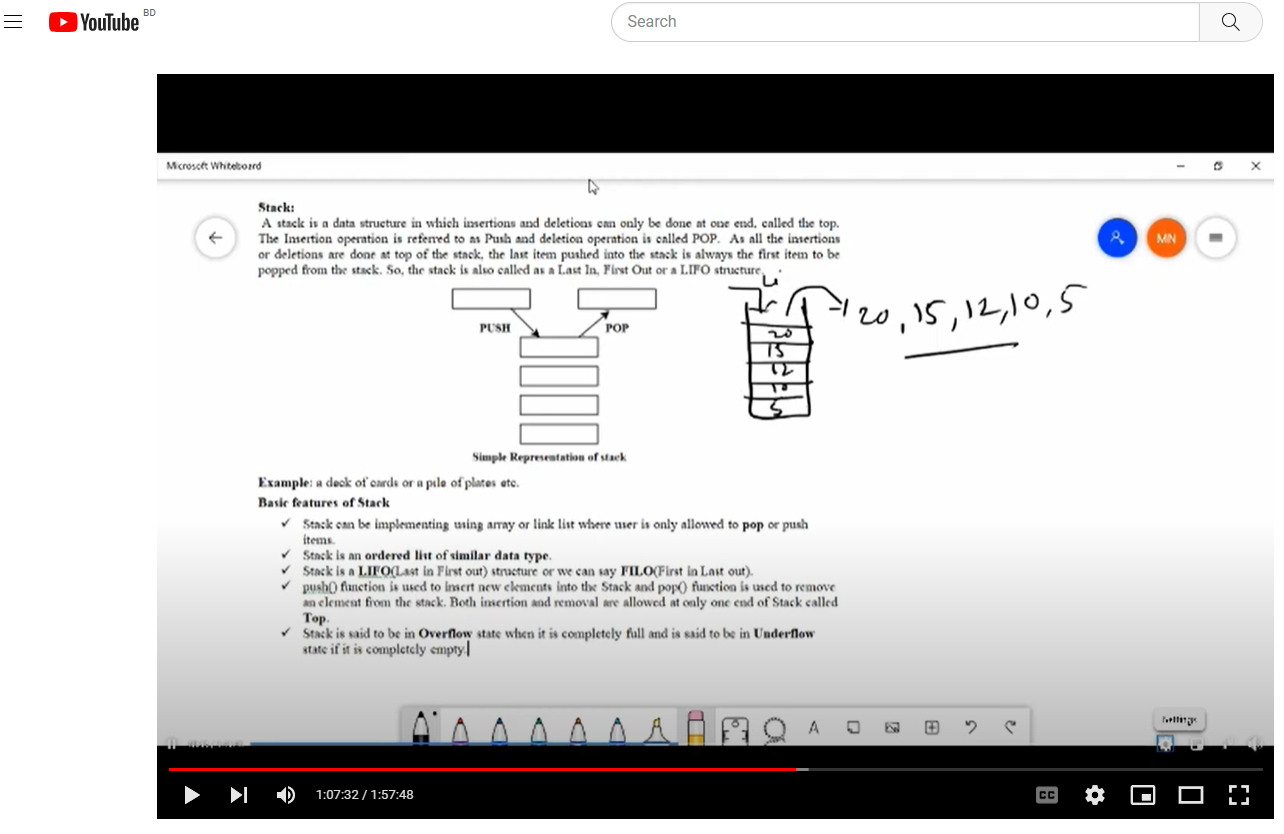 YouTube BD
Search
Microsoft Whiteboard
Stack:
A stack is a data structure in which insertions and deletions can only be done at one end, called the top.
The Insertion operation is referred to as Push and deletion operation is called POP. As all the insertions
or deletions are done at top of the stack, the last item pushed into the stack is always the first item to be
popped from the stack. So, the stack is also called as a Last In, First Out or a LIFO structure.
MN
PUSH
POP
20, 15, 12, 10, 5
20
15
12
10
5
Simple Representation of stack
Example: a deck of cards or a pile of plates etc.
Basic features of Stack
✓ Stack can be implementing using array or link list where user is only allowed to pop or push
items.
✓ Stack is an ordered list of similar data type.
✓ Stack is a LIFO(Last in First out) structure or we can say FILO(First in Last out).
✓ push() function is used to insert new elements into the Stack and pop() function is used to remove
an element from the stack. Both insertion and removal are allowed at only one end of Stack called
Top.
✓ Stack is said to be in Overflow state when it is completely full and is said to be in Underflow
state if it is completely empty.
A
Settings
1:07:32 / 1:57:48
CC